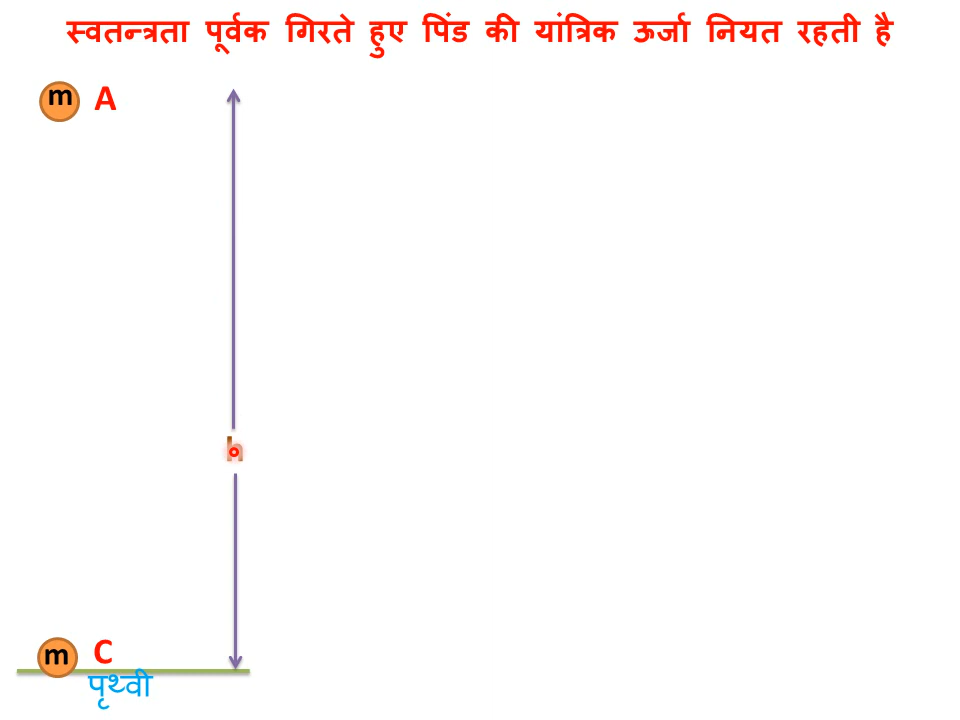 स्वतन्त्रता पूर्वक गिरते हुए पिंड की यांत्रिक ऊर्जा नियत रहती है
m A
h
m C
पृथ्वी